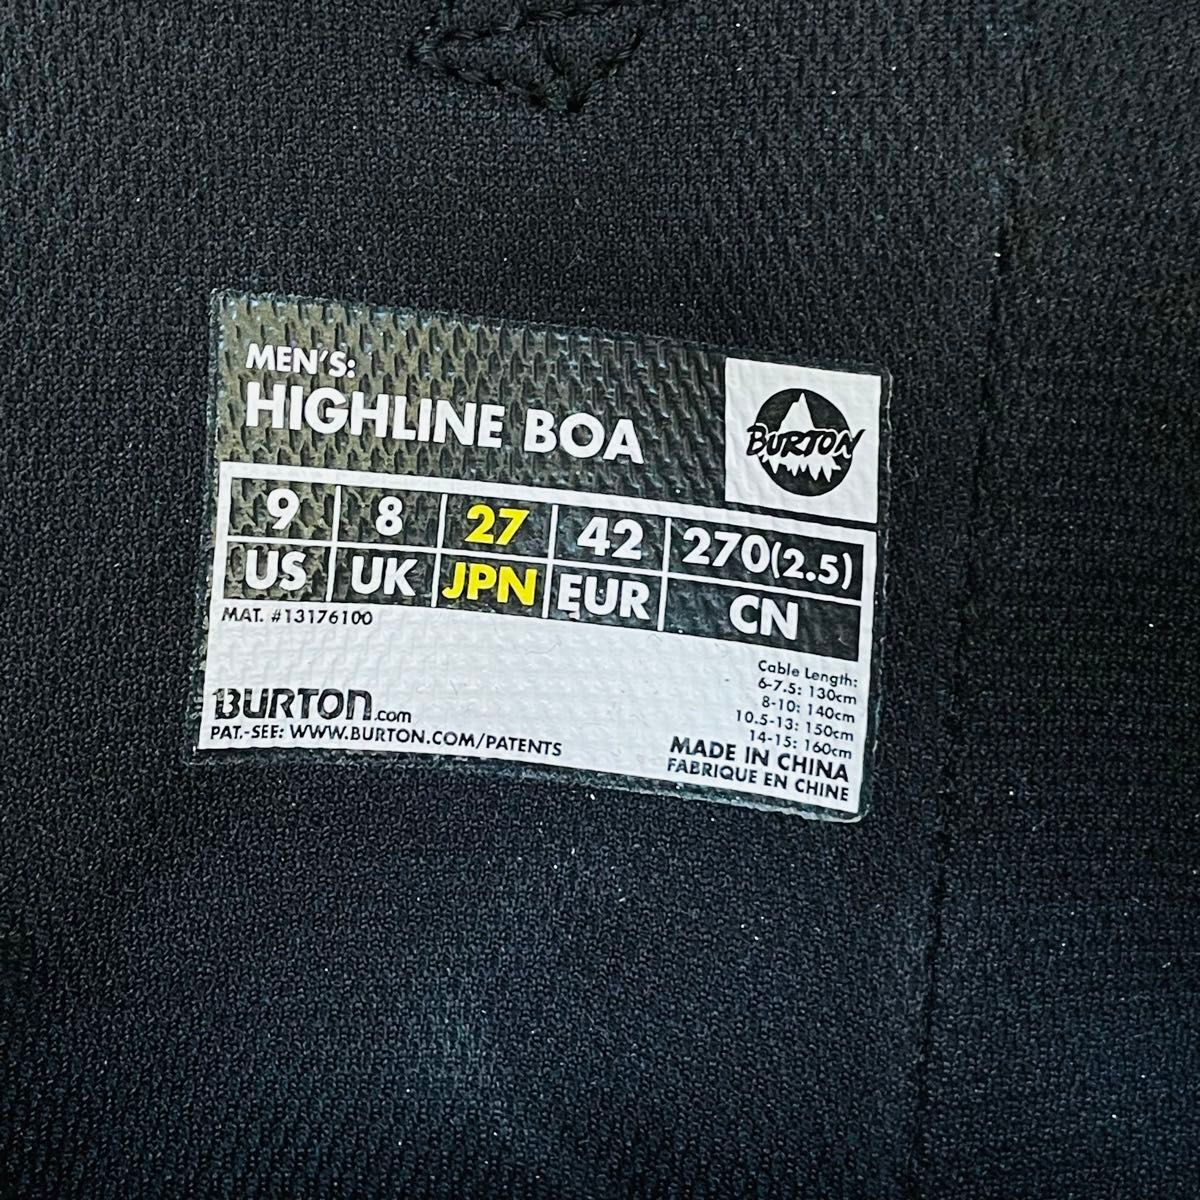 MEN'S:
HIGHLINE BOA
BURTON
9 8 27 42 270(2.5)
US UK JPN EUR CN
MAT. #13176100
Cable Length:
6-7.5: 130cm
8-10: 140cm
10.5-13: 150cm
14-15: 160cm
BURTON.com
PAT.-SEE: WWW.BURTON.COM/PATENTS
MADE IN CHINA
FABRIQUE EN CHINE